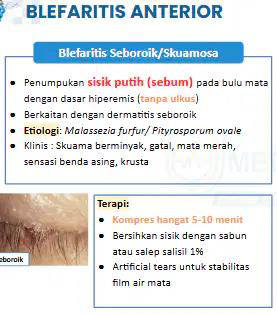 BLEFARITIS ANTERIOR
Blefaritis Seboroik/Skuamosa
● Penumpukan sisik putih (sebum) pada bulu mata
dengan dasar hiperemis (tanpa ulkus)
● Berkaitan dengan dermatitis seboroik
● Etiologi: Malassezia furfur/ Pityrosporum ovale
● Klinis : Skuama berminyak, gatal, mata merah,
sensasi benda asing, krusta
Terapi:
● Kompres hangat 5-10 menit
● Bersihkan sisik dengan sabun
atau salep salisil 1%
● Artificial tears untuk stabilitas
film air mata